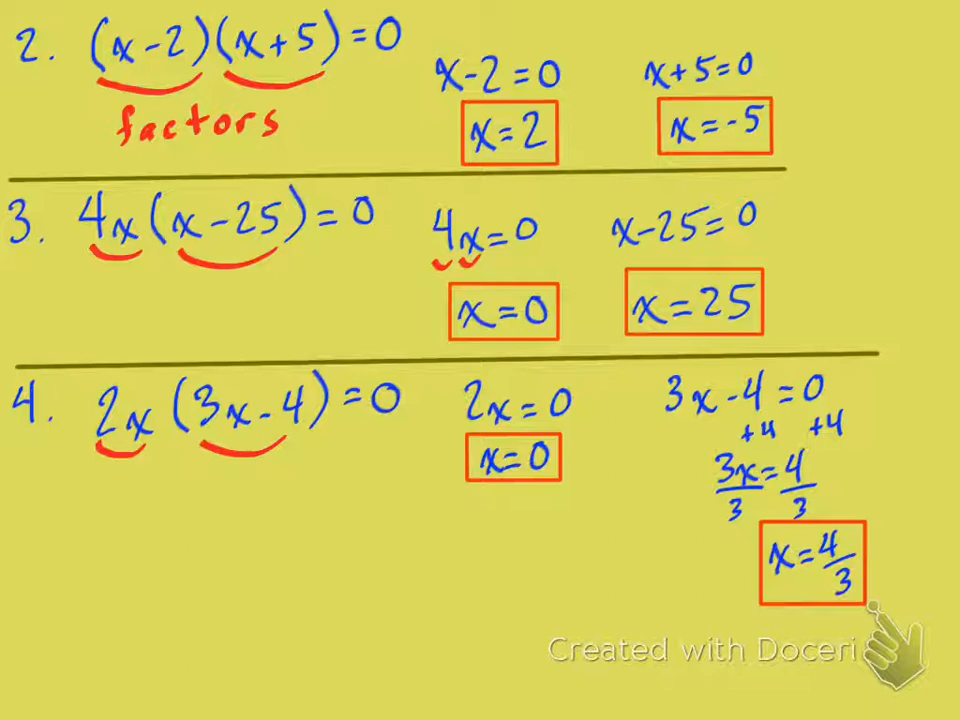 2. (x-2)(x+5)=0
factors
x-2=0
x=2
x+5=0
x=-5
3. 4x(x-25)=0
4x=0
x=0
x-25=0
x=25
4. 2x(3x-4)=0
2x=0
x=0
3x-4=0
+4 +4
3x/3=4/3
x=4/3
Created with Doceri